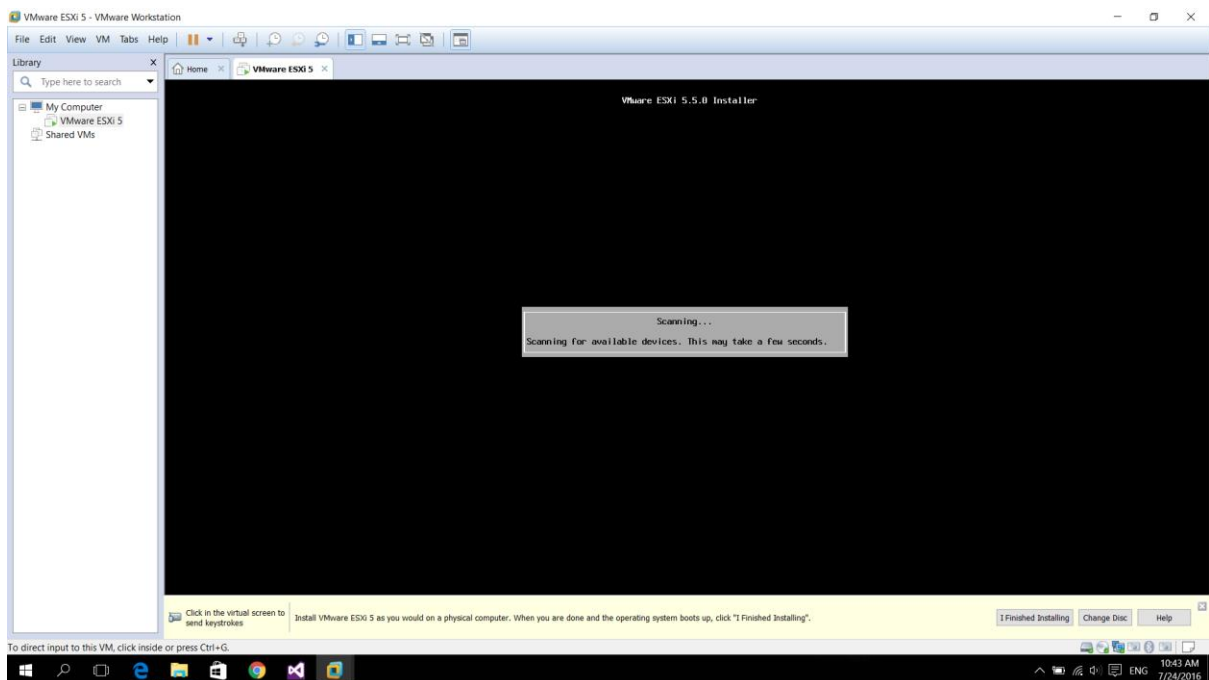 VMware ESXi 5 - VMware Workstation
File Edit View VM Tabs Help
Library x
Home × VMware ESXi 5 ×
Type here to search
My Computer
VMware ESXi 5
Shared VMs
VMware ESXi 5.5.0 Installer
Scanning...
Scanning for available devices. This may take a few seconds.
Click in the virtual screen to
send keystrokes
Install VMware ESXi 5 as you would on a physical computer. When you are done and the operating system boots up, click "I Finished Installing".
I Finished Installing Change Disc Help
To direct input to this VM, click inside or press Ctrl+G.
ENG 10:43 AM
7/24/2016